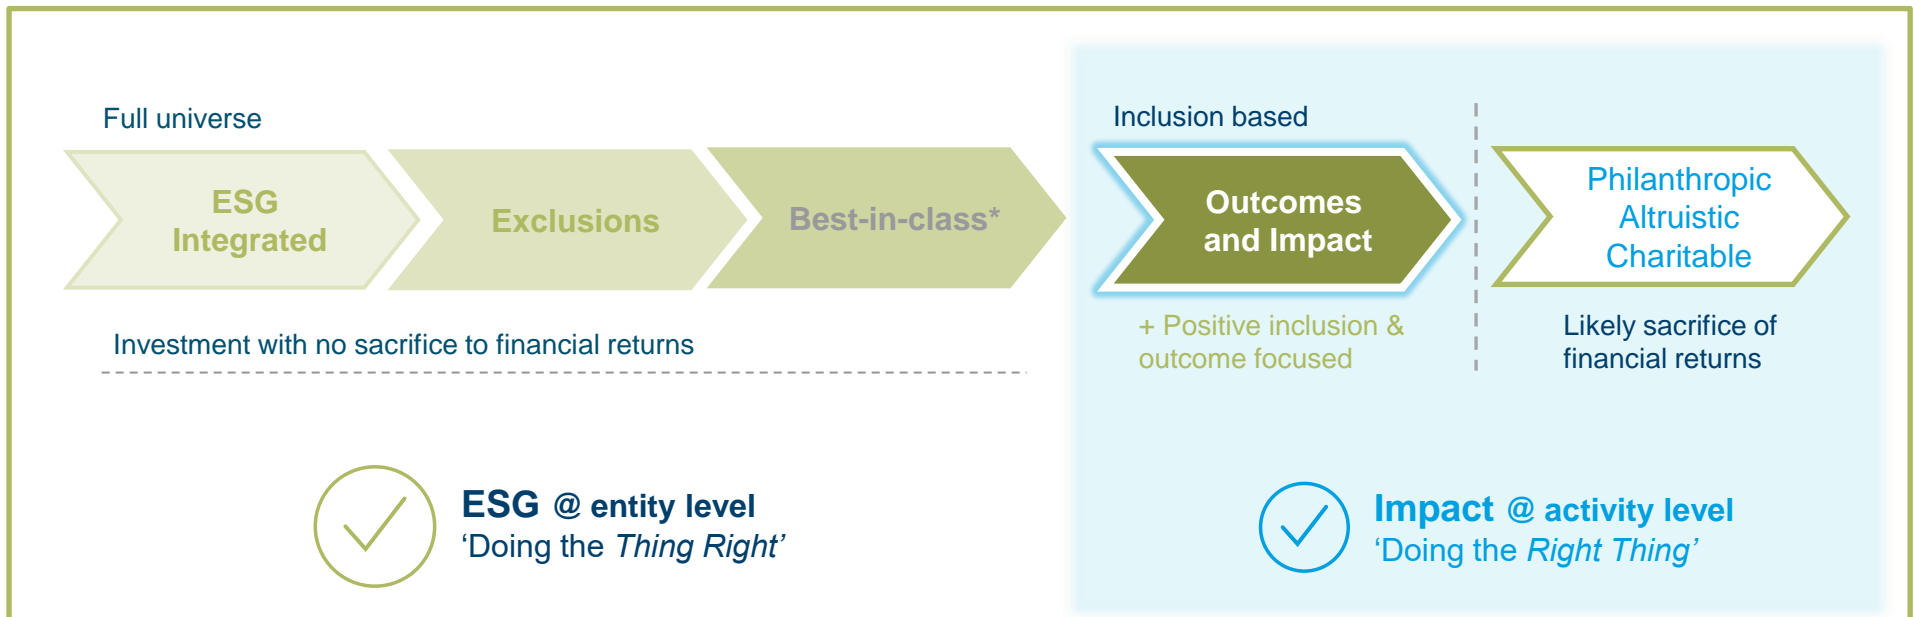 Full universe
ESG
Integrated
Exclusions
Best-in-class*
Investment with no sacrifice to financial returns
Inclusion based
Outcomes
and Impact
+ Positive inclusion &
outcome focused
Philanthropic
Altruistic
Charitable
Likely sacrifice of
financial returns
ESG @ entity level
‘Doing the Thing Right’
Impact @ activity level
‘Doing the Right Thing’